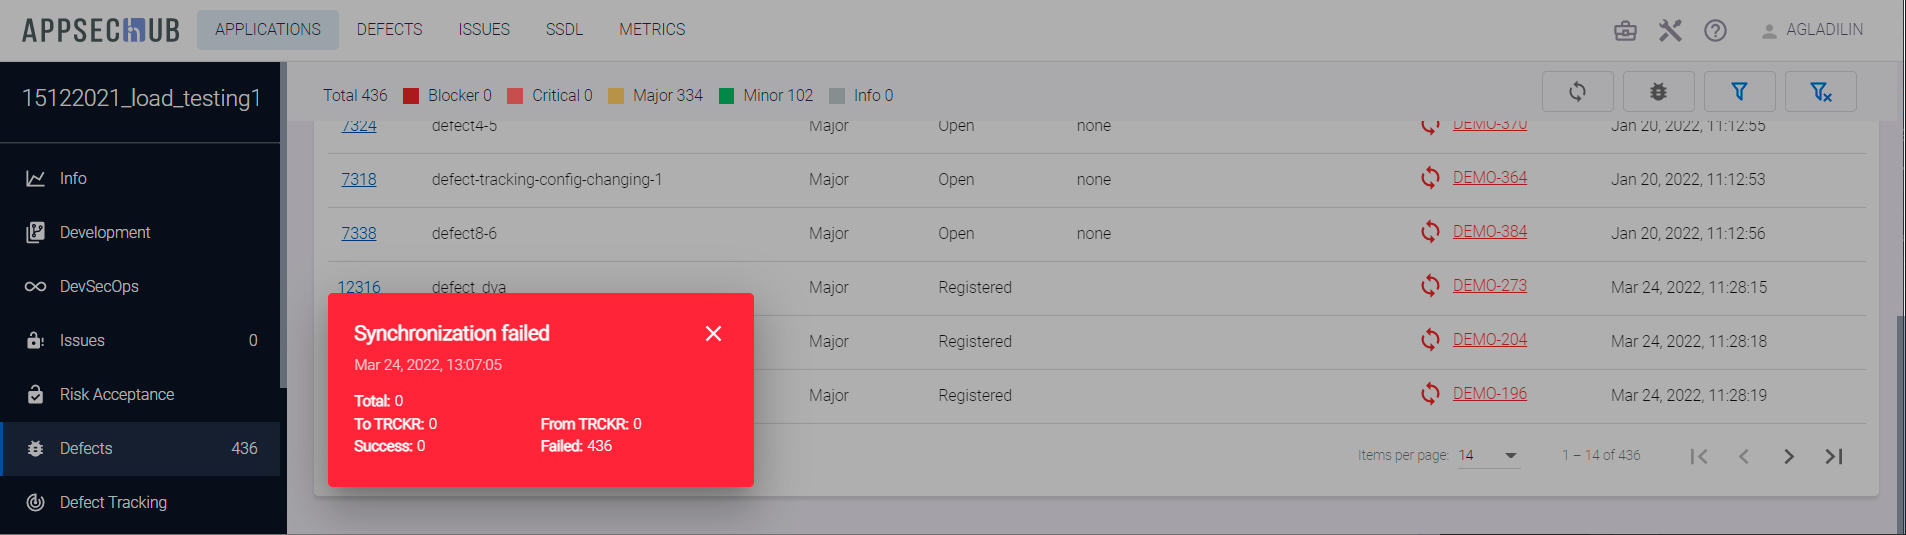 APPSECHUB APPLICATIONS DEFECTS ISSUES SSDL METRICS AGLADILIN
15122021_load_testing1
Total 436 Blocker 0 Critical 0 Major 334 Minor 102 Info 0
7324 defect4-5 Major Open none DEMO-370 Jan 20, 2022, 11:12:55
Info
7318 defect-tracking-config-changing-1 Major Open none DEMO-364 Jan 20, 2022, 11:12:53
Development
7338 defect8-6 Major Open none DEMO-384 Jan 20, 2022, 11:12:56
DevSecOps
12316 defect_dva Major Registered DEMO-273 Mar 24, 2022, 11:28:15
Issues 0
Major Registered DEMO-204 Mar 24, 2022, 11:28:18
Risk Acceptance
Major Registered DEMO-196 Mar 24, 2022, 11:28:19
Defects 436
Defect Tracking
Synchronization failed
Mar 24, 2022, 13:07:05
Total: 0
To TRCKR: 0 From TRCKR: 0
Success: 0 Failed: 436
Items per page: 14 1 – 14 of 436